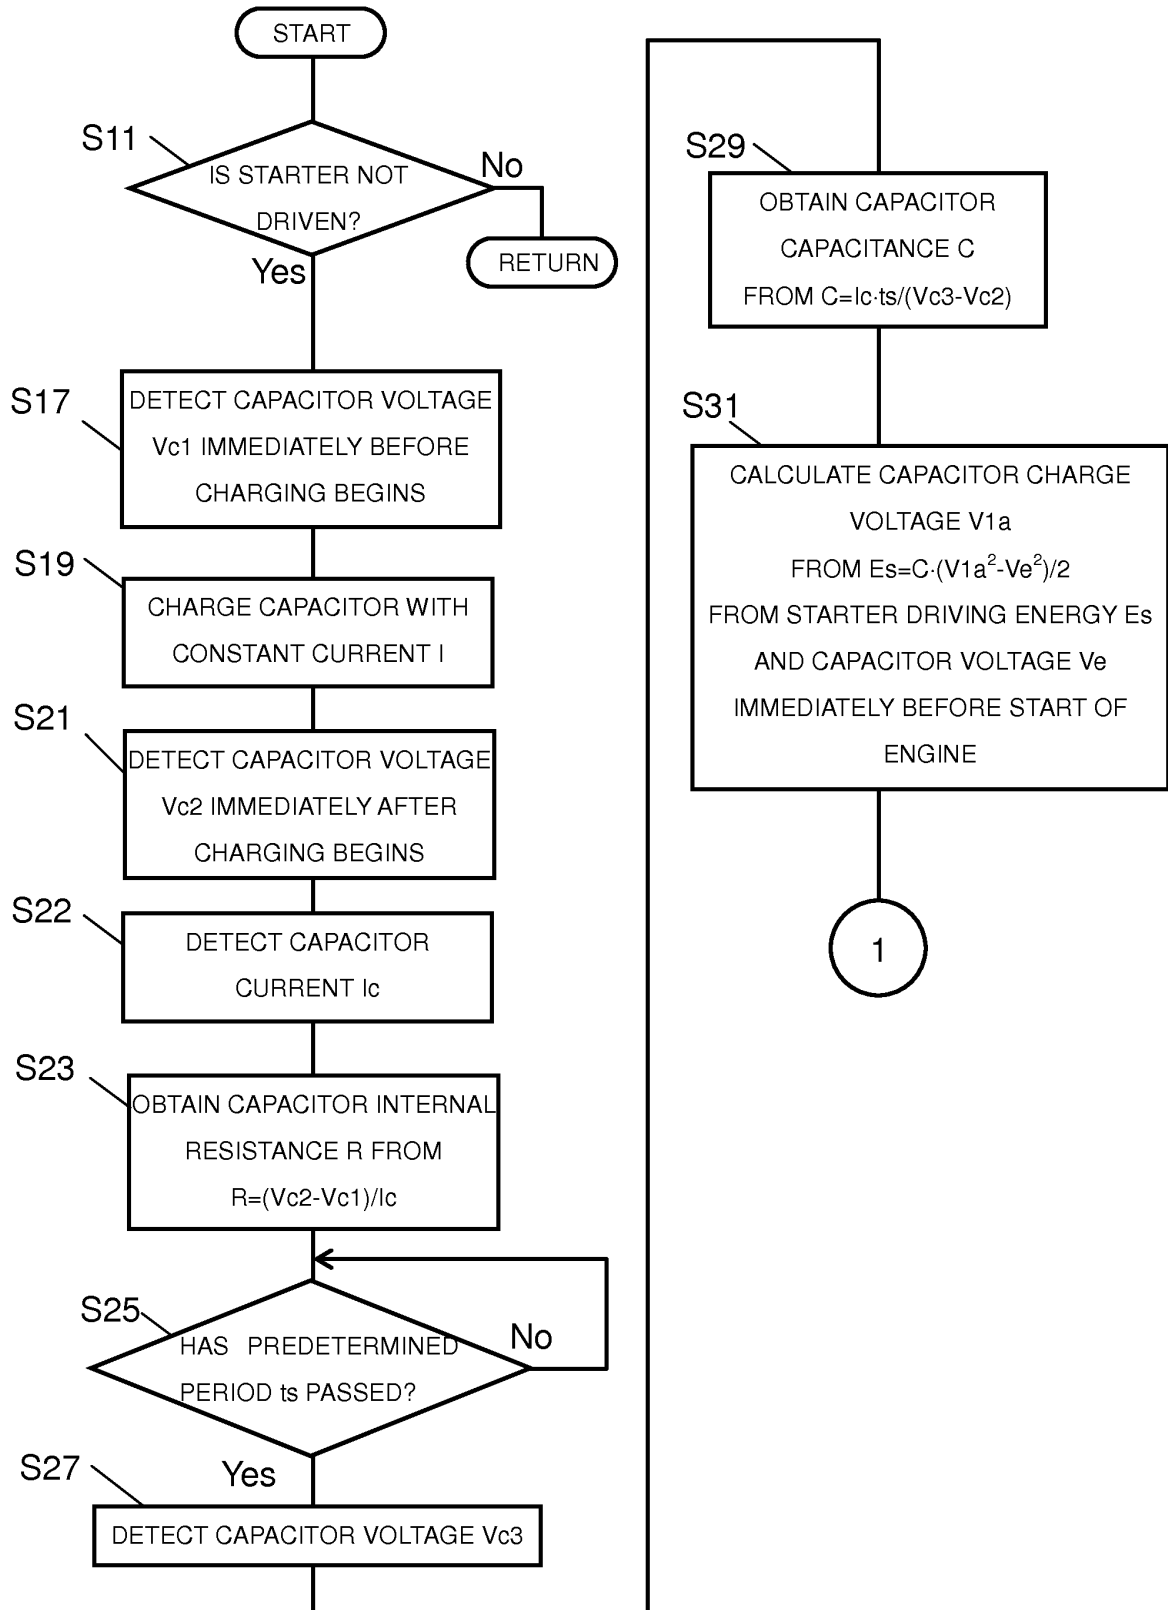 START
S11
IS STARTER NOT
DRIVEN?
No
RETURN
Yes
S17
DETECT CAPACITOR VOLTAGE
Vc1 IMMEDIATELY BEFORE
CHARGING BEGINS
S19
CHARGE CAPACITOR WITH
CONSTANT CURRENT I
S21
DETECT CAPACITOR VOLTAGE
Vc2 IMMEDIATELY AFTER
CHARGING BEGINS
S22
DETECT CAPACITOR
CURRENT Ic
S23
OBTAIN CAPACITOR INTERNAL
RESISTANCE R FROM
R=(Vc2-Vc1)/Ic
S25
HAS PREDETERMINED
PERIOD ts PASSED?
No
Yes
S27
DETECT CAPACITOR VOLTAGE Vc3
S29
OBTAIN CAPACITOR
CAPACITANCE C
FROM C=Ic·ts/(Vc3-Vc2)
S31
CALCULATE CAPACITOR CHARGE
VOLTAGE V1a
FROM Es=C·(V1a²-Ve²)/2
FROM STARTER DRIVING ENERGY Es
AND CAPACITOR VOLTAGE Ve
IMMEDIATELY BEFORE START OF
ENGINE
1